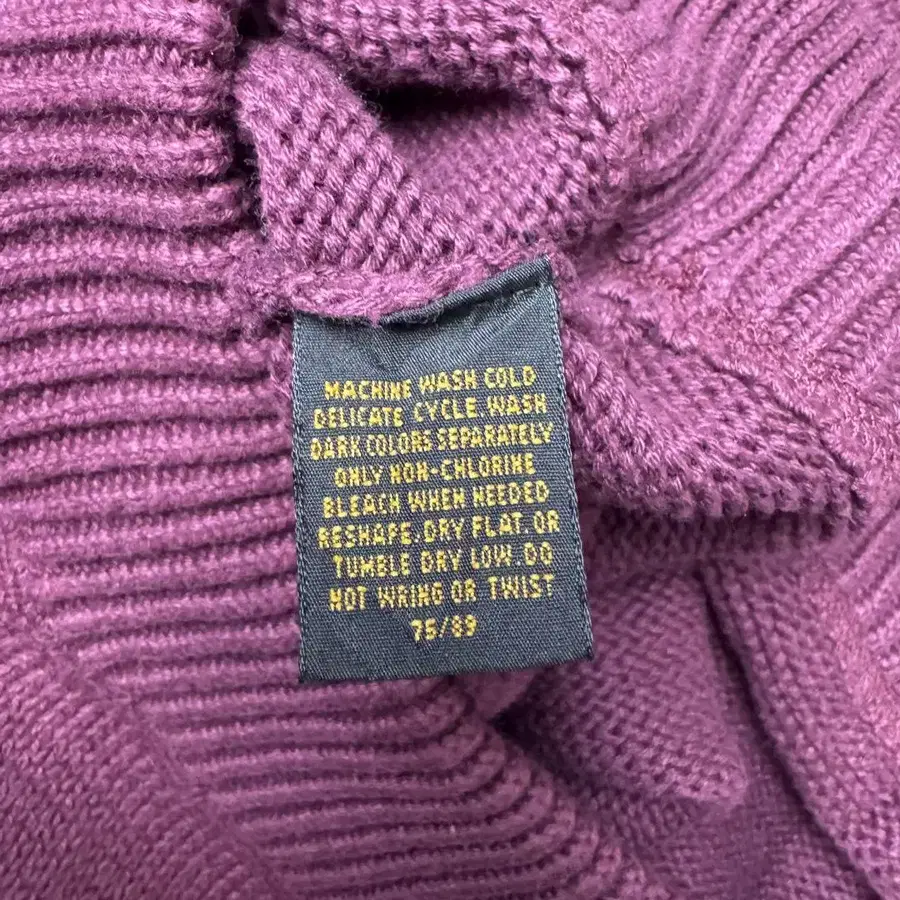 MACHINE WASH COLD
DELICATE CYCLE. WASH
DARK COLORS SEPARATELY
ONLY NON-CHLORINE
BLEACH WHEN NEEDED
RESHAPE. DRY FLAT. OR
TUMBLE DRY LOW. DO
NOT WRING OR TWIST
75/89